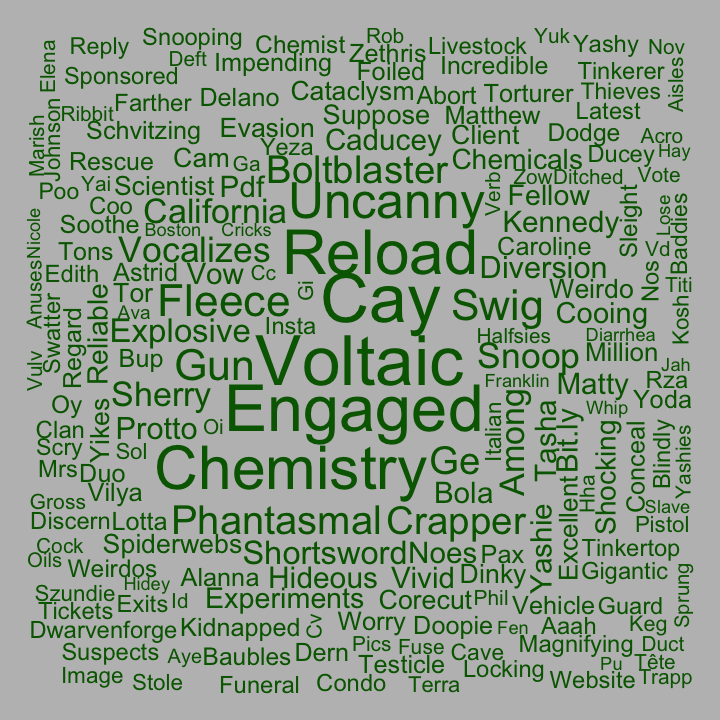 Snooping Rob Yuk
Reply Chemist Zethris Livestock Yashy Nov
Elena Deft Impending Foiled Incredible Tinkerer
Sponsored Cataclysm Abort Torturer Thieves Aisles
Ribbit Farther Delano Suppose Matthew Latest
Marish Johnson Schvitzing Evasion Yeza Caducey Client Dodge Acro
Rescue Cam Ga Boltblaster Chemicals Ducey Hay
Poo Yai Scientist Pdf Uncanny Verb Zow Ditched Vote
Coo California Fellow Sleight Lose Baddies
Nicole Soothe Boston Cricks Reload Kennedy
Tons Vocalizes Caroline Vd
Anuses Edith Astrid Vow Cc Gi Cay Diversion Weirdo Nos Titi
Swatter Regard Reliable Tor Ava Fleece Swig Cooing Kosh
Explosive Insta Halfsies Diarrhea
Vulv Bup Gun Voltaic Snoop Million Jah
Oy Sherry Engaged Franklin Matty Rza
Clan Yikes Protto Oi Italian Among Tasha Bit.ly Whip Yoda
Scry Sol Chemistry Ge Shocking Conceal Blindly Yashies
Mrs Duo Vilya Bola Excellent Hha
Gross Slave
Discern Lotta Phantasmal Crapper Yashie Pistol
Cock Spiderwebs Shortsword Noes Pax Tinkertop
Oils Weirdos Hidey Alanna Hideous Vivid Dinky Gigantic Sprung
Szundie Tickets Exits Id Experiments Corecut Phil Vehicle Guard
Dwarvenforge Kidnapped Cv Worry Doopie Fen Aaah Keg
Suspects Aye Baubles Dern Pics Fuse Cave Magnifying Duct
Image Testicle Locking Pu Tête
Stole Funeral Condo Terra Website Trapp